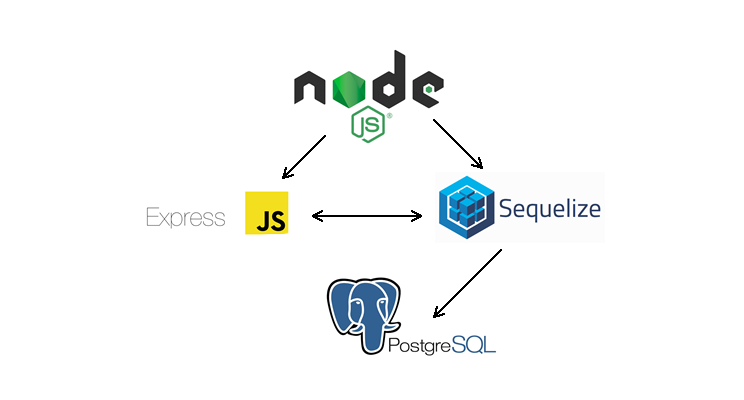 node
JS®
Express
JS
Sequelize
PostgreSQL